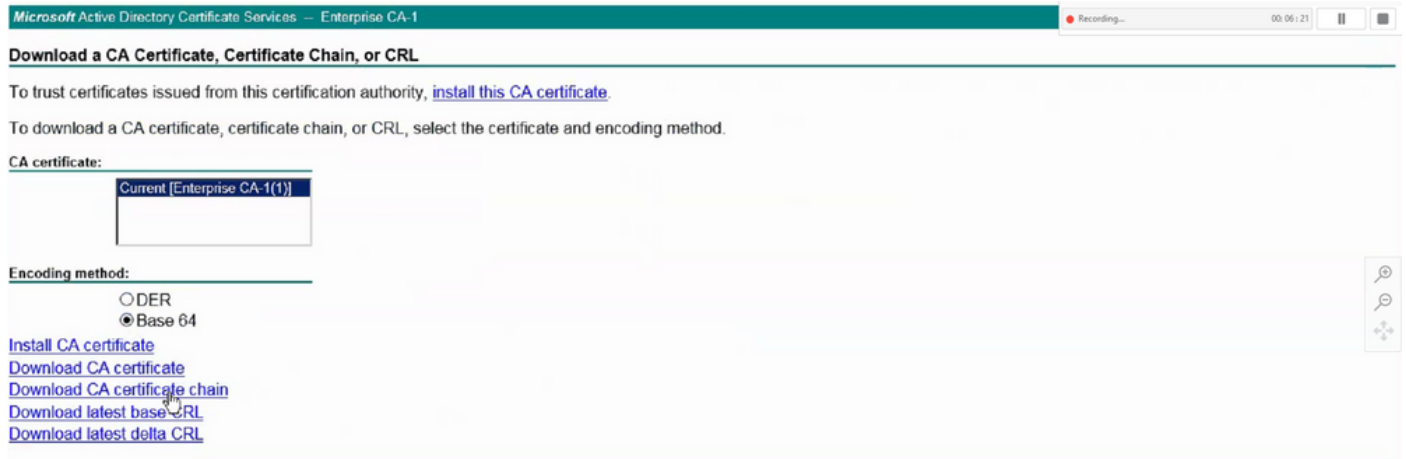 Microsoft Active Directory Certificate Services -- Enterprise CA-1
Recording... 00:06:21
Download a CA Certificate, Certificate Chain, or CRL
To trust certificates issued from this certification authority, install this CA certificate.
To download a CA certificate, certificate chain, or CRL, select the certificate and encoding method.
CA certificate:
Current [Enterprise CA-1(1)]
Encoding method:
DER
Base 64
Install CA certificate
Download CA certificate
Download CA certificate chain
Download latest base CRL
Download latest delta CRL